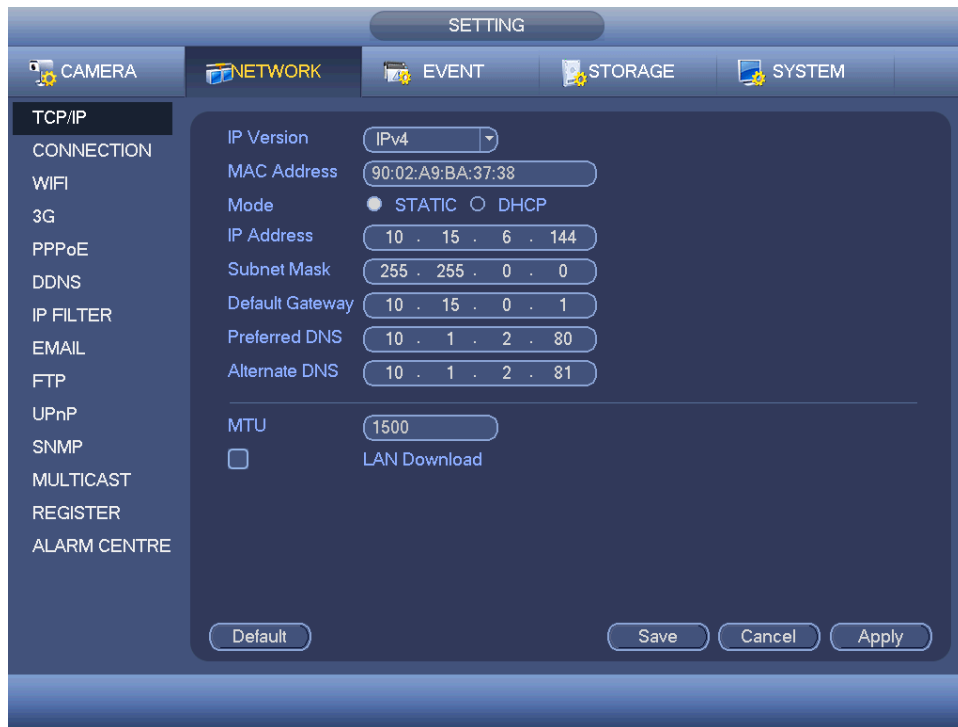 SETTING
CAMERA NETWORK EVENT STORAGE SYSTEM
TCP/IP
CONNECTION
WIFI
3G
PPPoE
DDNS
IP FILTER
EMAIL
FTP
UPnP
SNMP
MULTICAST
REGISTER
ALARM CENTRE
IP Version IPv4
MAC Address 90:02:A9:BA:37:38
Mode STATIC DHCP
IP Address 10 . 15 . 6 . 144
Subnet Mask 255 . 255 . 0 . 0
Default Gateway 10 . 15 . 0 . 1
Preferred DNS 10 . 1 . 2 . 80
Alternate DNS 10 . 1 . 2 . 81
MTU 1500
LAN Download
Default Save Cancel Apply